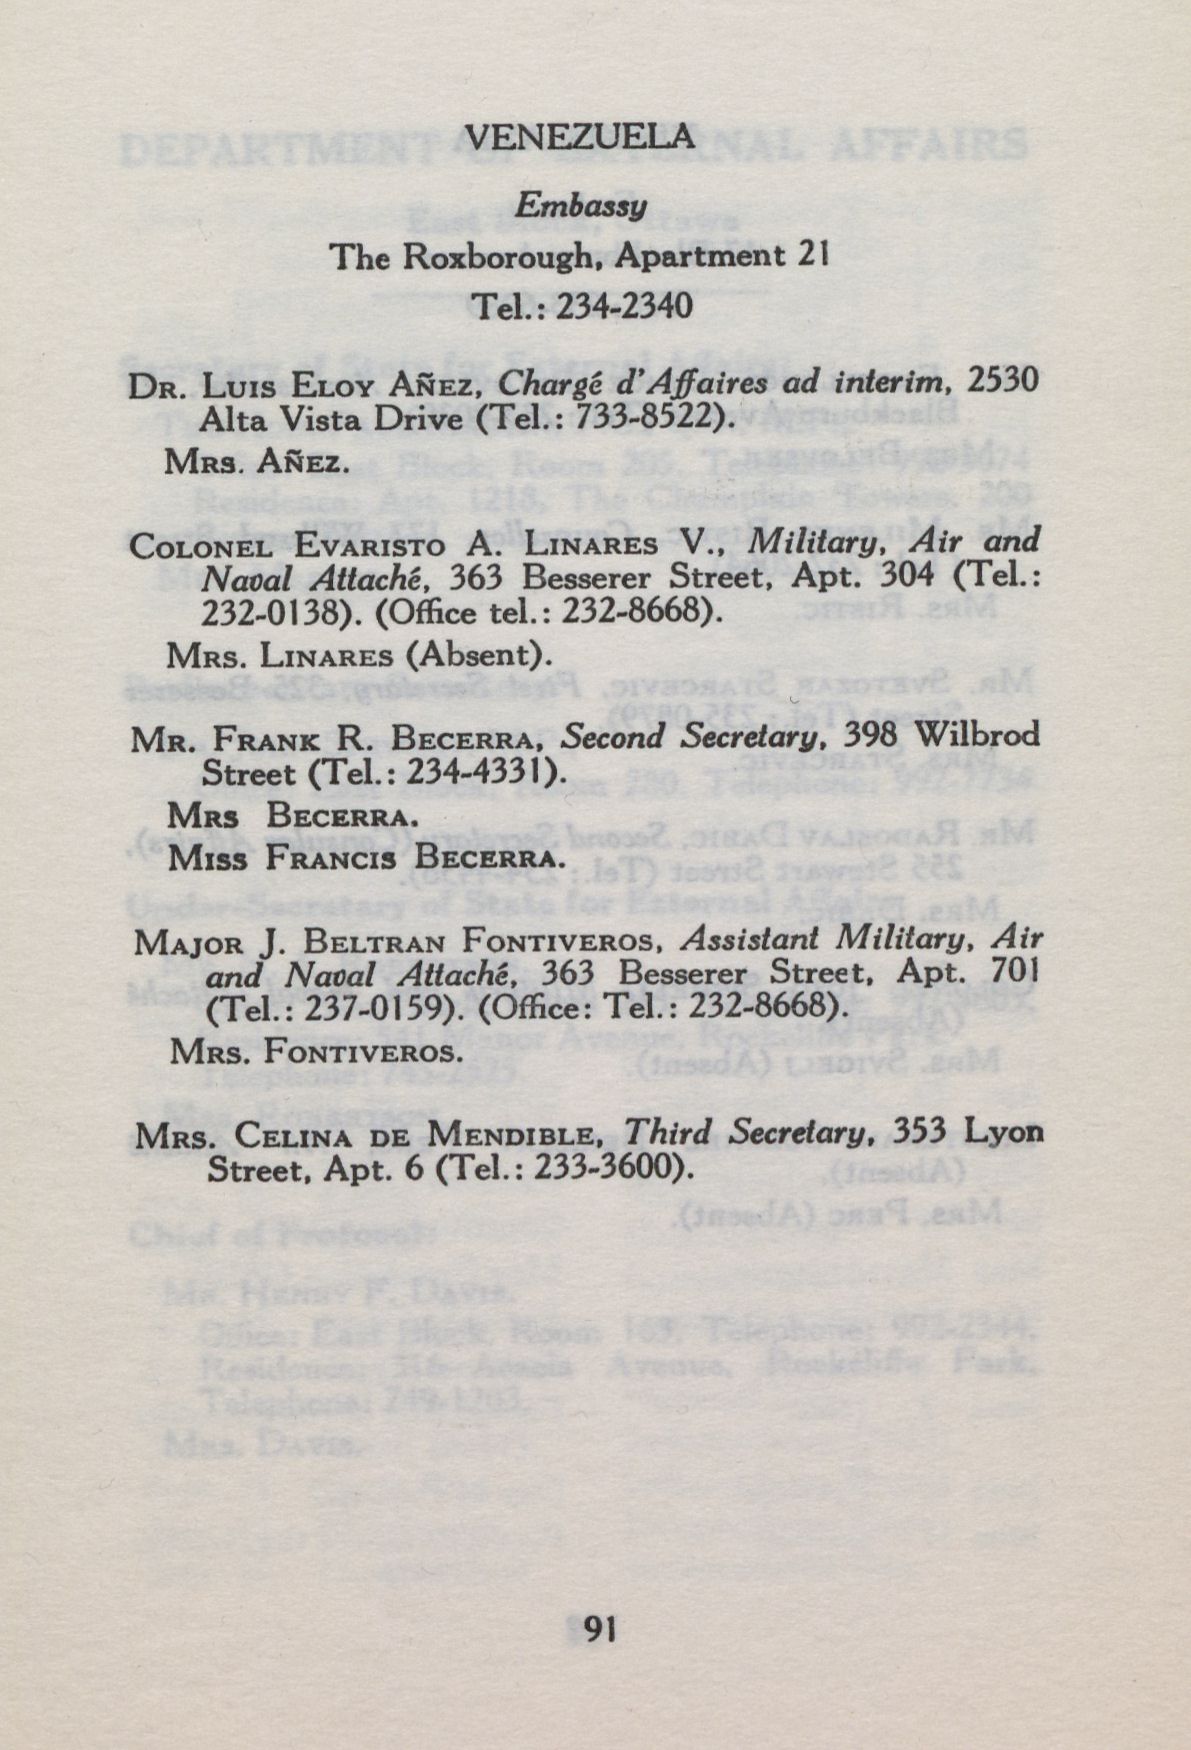 VENEZUELA
Embassy
The Roxborough, Apartment 21
Tel.: 234-2340
DR. LUIS ELOY AÑEZ, Chargé d'Affaires ad interim, 2530
Alta Vista Drive (Tel.: 733-8522).
MRS. AÑEZ.
COLONEL EVARISTO A. LINARES V., Military, Air and
Naval Attaché, 363 Besserer Street, Apt. 304 (Tel.:
232-0138). (Office tel.: 232-8668).
MRS. LINARES (Absent).
MR. FRANK R. BECERRA, Second Secretary, 398 Wilbrod
Street (Tel.: 234-4331).
MRS BECERRA.
MISS FRANCIS BECERRA.
MAJOR J. BELTRAN FONTIVEROS, Assistant Military, Air
and Naval Attaché, 363 Besserer Street, Apt. 701
(Tel.: 237-0159). (Office: Tel.: 232-8668).
MRS. FONTIVEROS.
MRS. CELINA DE MENDIBLE, Third Secretary, 353 Lyon
Street, Apt. 6 (Tel.: 233-3600).
91